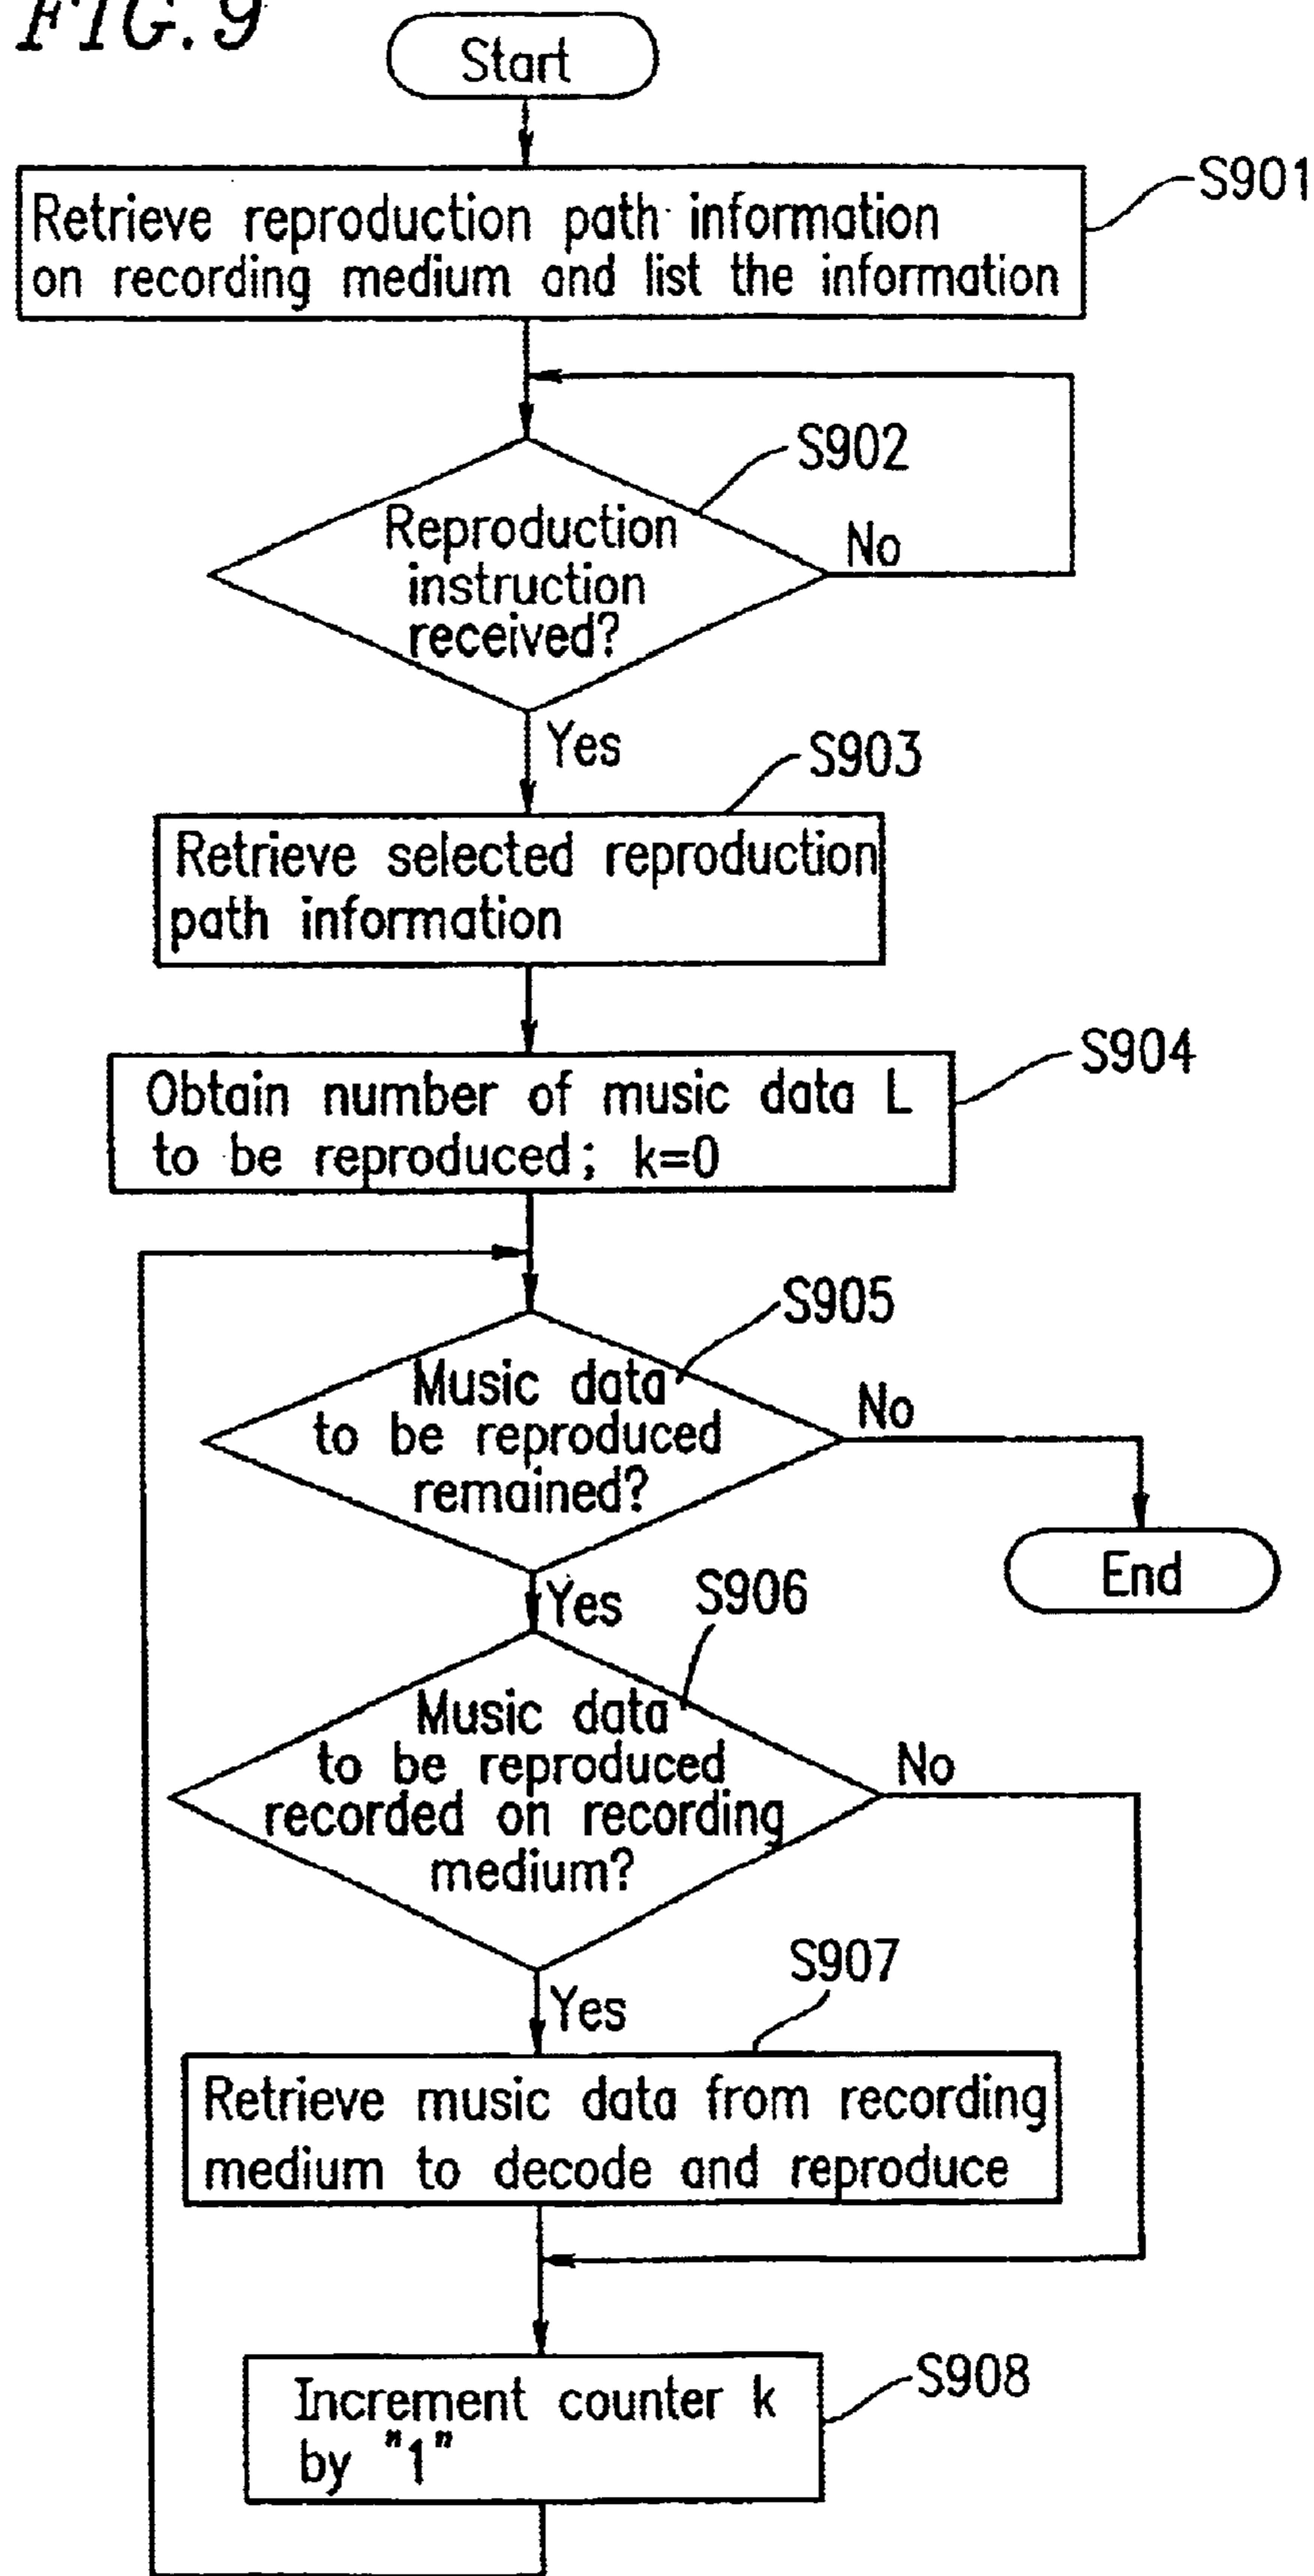 FIG. 9
Start
S901
Retrieve reproduction path information
on recording medium and list the information
S902
Reproduction
instruction
received?
No
Yes
S903
Retrieve selected reproduction
path information
S904
Obtain number of music data L
to be reproduced; k=0
S905
Music data
to be reproduced
remained?
No
End
Yes
S906
Music data
to be reproduced
recorded on recording
medium?
No
Yes
S907
Retrieve music data from recording
medium to decode and reproduce
S908
Increment counter k
by "1"